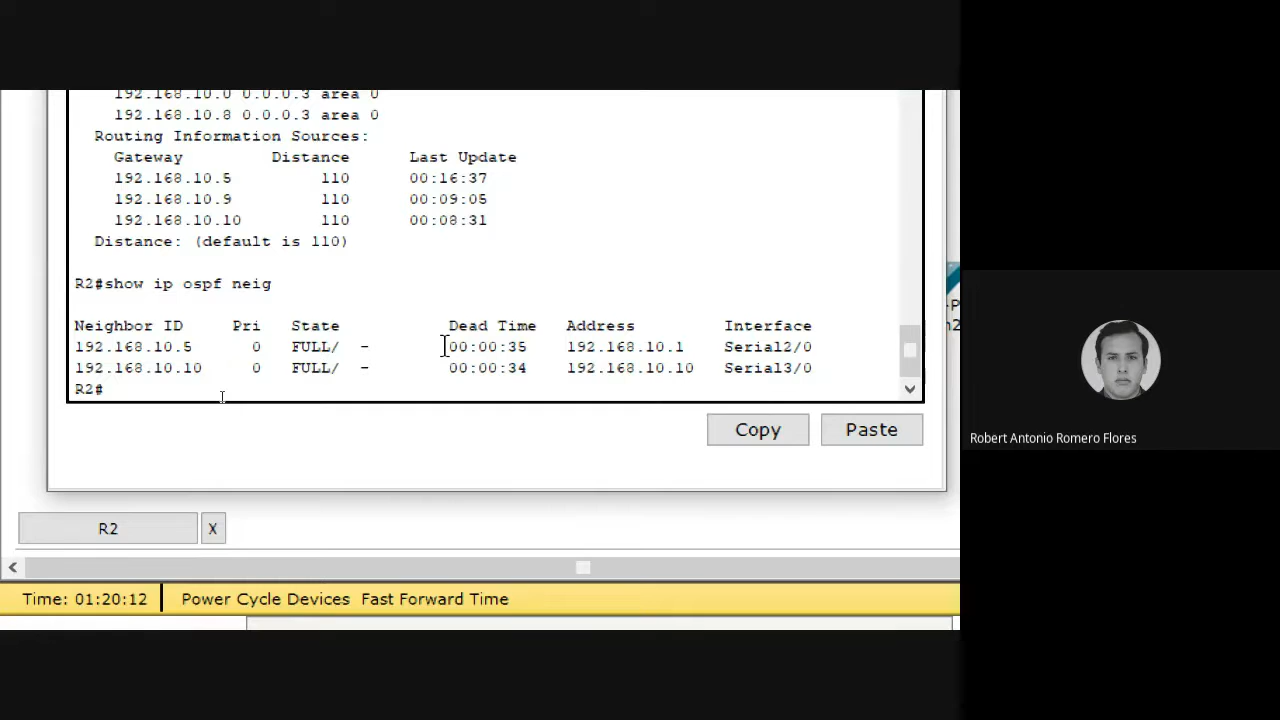 192.168.10.0 0.0.0.3 area 0
192.168.10.8 0.0.0.3 area 0
Routing Information Sources:
Gateway Distance Last Update
192.168.10.5 110 00:16:37
192.168.10.9 110 00:09:05
192.168.10.10 110 00:08:31
Distance: (default is 110)
R2#show ip ospf neig
Neighbor ID Pri State Dead Time Address Interface
192.168.10.5 0 FULL/ - 00:00:35 192.168.10.1 Serial2/0
192.168.10.10 0 FULL/ - 00:00:34 192.168.10.10 Serial3/0
R2#
Copy Paste
R2 X
Time: 01:20:12 Power Cycle Devices Fast Forward Time
Robert Antonio Romero Flores